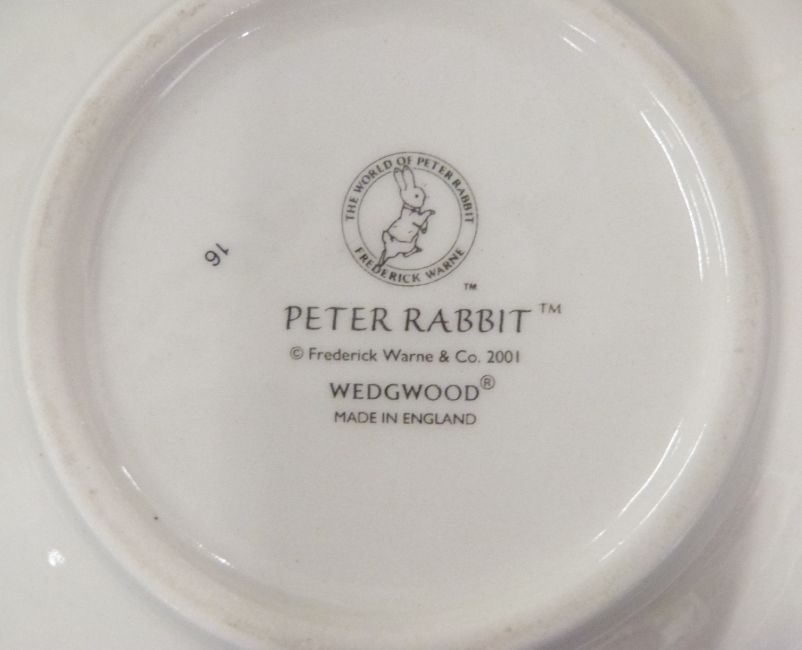 THE WORLD OF PETER RABBIT
FREDERICK WARNE
TM
PETER RABBIT™
© Frederick Warne & Co. 2001
WEDGWOOD®
MADE IN ENGLAND
16